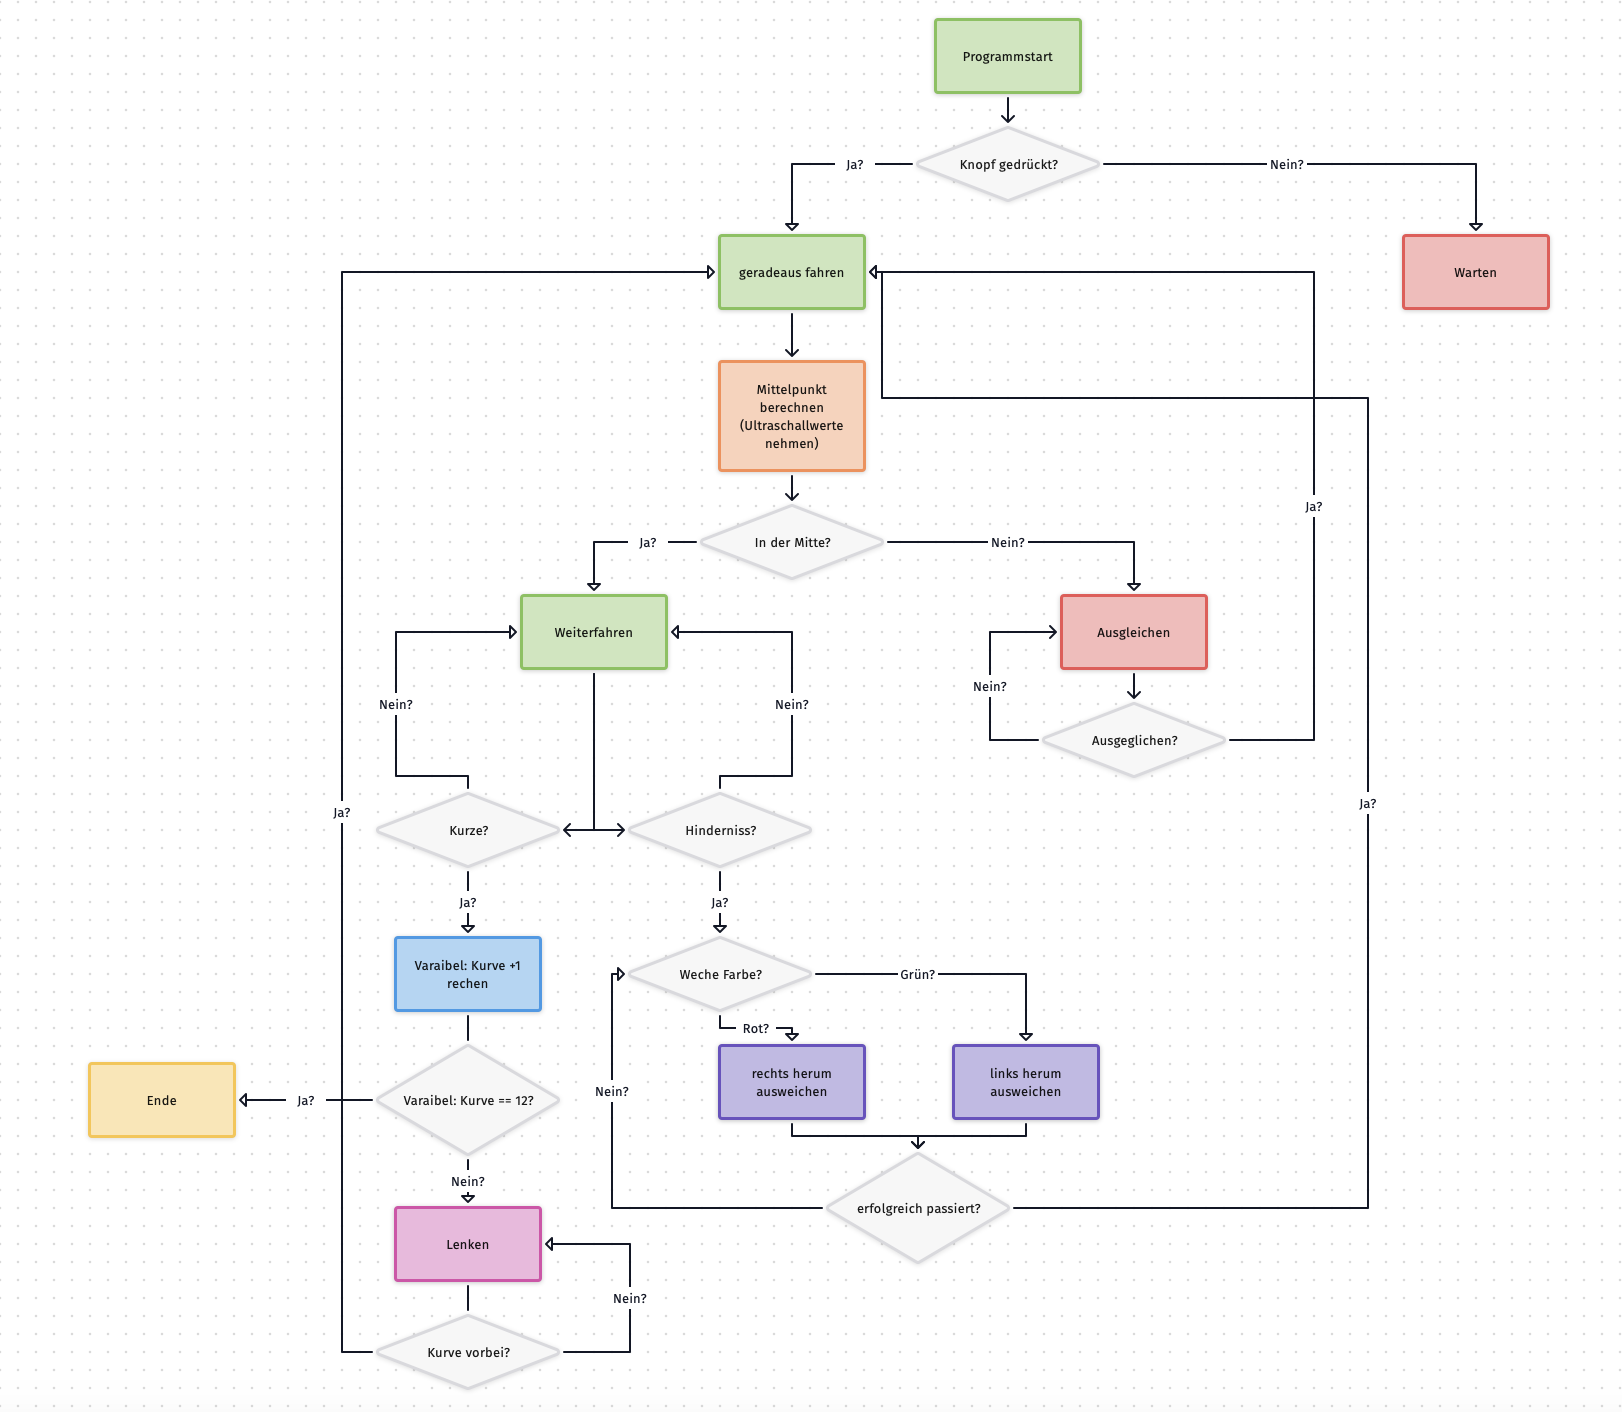 Programmstart
Knopf gedrückt?
Ja?
Nein?
geradeaus fahren
Warten
Mittelpunkt
berechnen
(Ultraschallwerte
nehmen)
Ja?
In der Mitte?
Ja?
Nein?
Weiterfahren
Ausgleichen
Nein?
Nein?
Nein?
Ausgeglichen?
Ja?
Ja?
Kurze?
Hinderniss?
Ja?
Ja?
Varaibel: Kurve +1
rechen
Weche Farbe?
Grün?
Rot?
rechts herum
ausweichen
links herum
ausweichen
Nein?
Ende
Ja?
Varaibel: Kurve == 12?
Nein?
erfolgreich passiert?
Lenken
Nein?
Kurve vorbei?